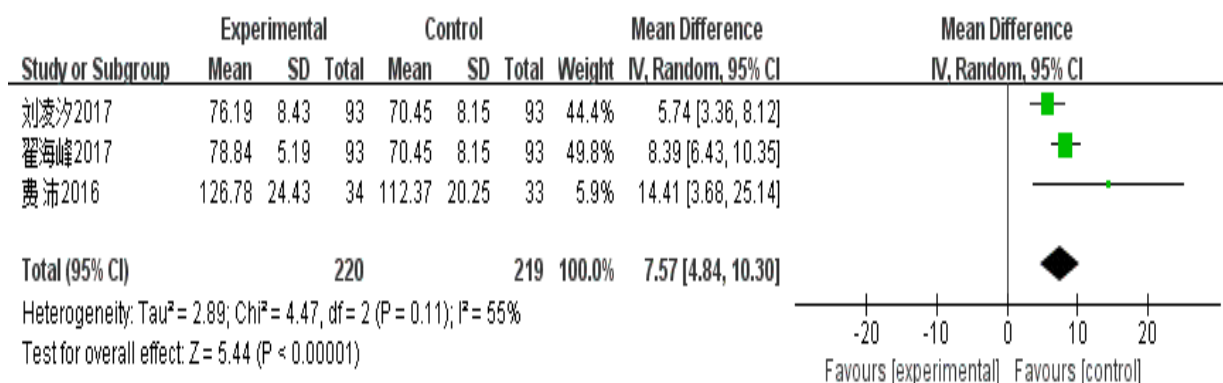 Experimental Control Mean Difference Mean Difference
Study or Subgroup Mean SD Total Mean SD Total Weight IV, Random, 95% CI IV, Random, 95% CI
刘凌汐2017 76.19 8.43 93 70.45 8.15 93 44.4% 5.74 [3.36, 8.12]
翟海峰2017 78.84 5.19 93 70.45 8.15 93 49.8% 8.39 [6.43, 10.35]
费沛2016 126.78 24.43 34 112.37 20.25 33 5.9% 14.41 [3.68, 25.14]
Total (95% CI) 220 219 100.0% 7.57 [4.84, 10.30]
Heterogeneity: Tau² = 2.89; Chi² = 4.47, df = 2 (P = 0.11); I² = 55%
Test for overall effect: Z = 5.44 (P < 0.00001)
-20 -10 0 10 20
Favours [experimental] Favours [control]